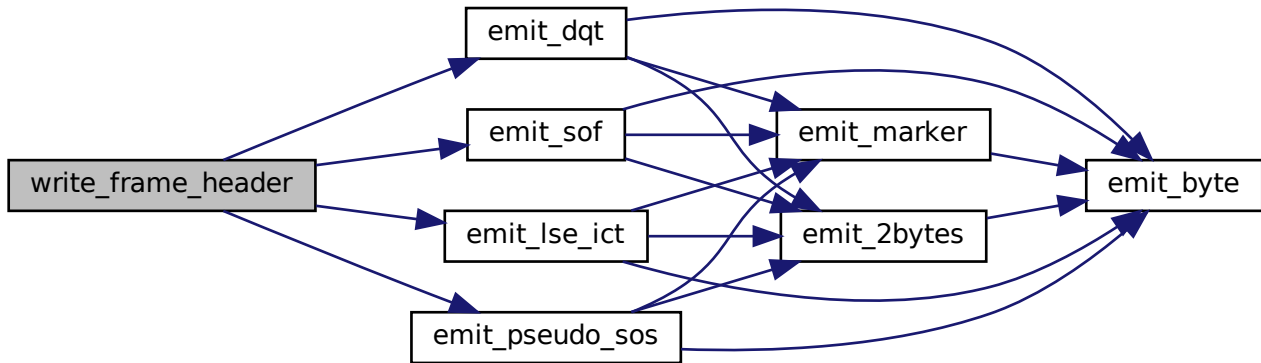 write_frame_header
emit_dqt
emit_sof
emit_lse_ict
emit_pseudo_sos
emit_marker
emit_2bytes
emit_byte